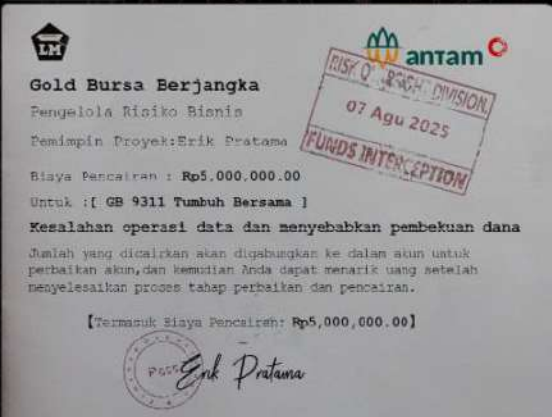 LM
antam
Gold Bursa Berjangka
RISK DIVISION
Pengelola Risiko Bisnis
07 Agu 2025
Pemimpin Proyek:Erik Pratama
FUNDS INTERCEPTION
Biaya Pencairan : Rp5,000,000.00
Untuk :[ GB 9311 Tumbuh Bersama ]
Kesalahan operasi data dan menyebabkan pembekuan dana
Jumlah yang dicairkan akan digabungkan ke dalam akun untuk
perbaikan akun,dan kemudian Anda dapat menarik uang setelah
menyelesaikan proses tahap perbaikan dan pencairan.
【Termasuk Biaya Pencairan: Rp5,000,000.00】
Erik Pratama